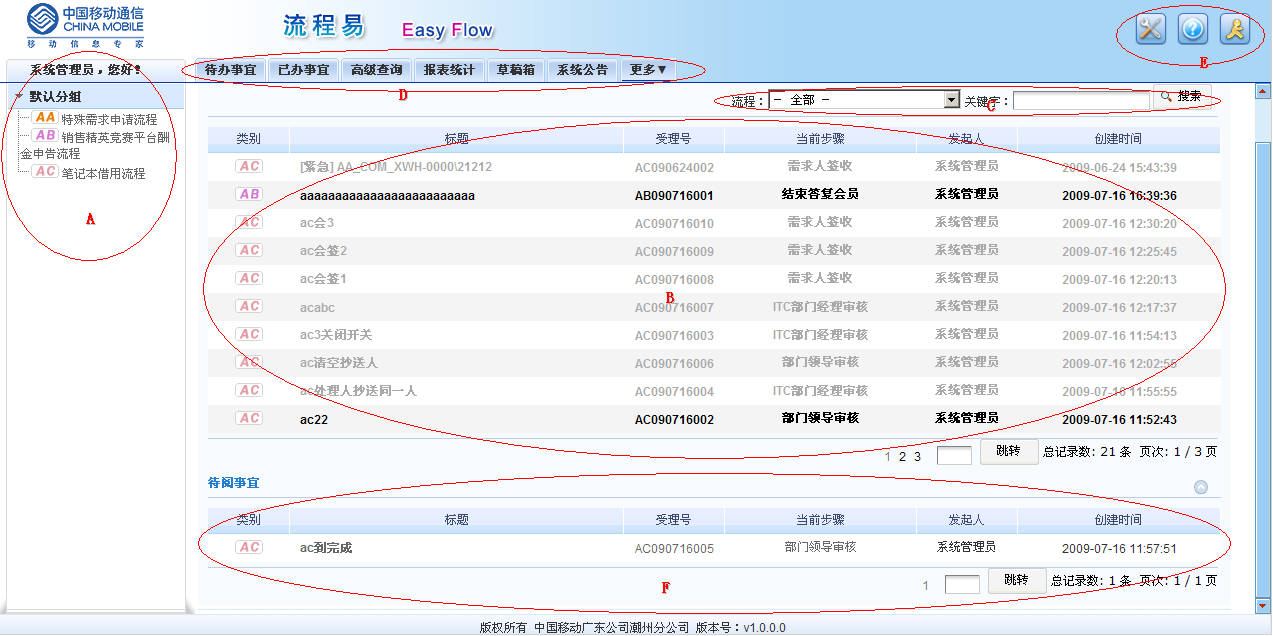 中国移动通信
CHINA MOBILE
移 动 信 息 专 家
流程易 Easy Flow
E
系统管理员，您好!
待办事宜 已办事宜 高级查询 报表统计 草稿箱 系统公告 更多▼
D
默认分组
AA 特殊需求申请流程
AB 销售精英竞赛平台酬
金申告流程
AC 笔记本借用流程
A
流程： － 全部 － 关键字： 搜索
C
类别 标题 受理号 当前步骤 发起人 创建时间
AC [紧急] AA_COM_XWH-0000\21212 AC090624002 需求人签收 系统管理员 2009-06-24 15:43:39
AB aaaaaaaaaaaaaaaaaaaaaaaaa AB090716001 结束答复会员 系统管理员 2009-07-16 16:39:36
AC ac会3 AC090716010 需求人签收 系统管理员 2009-07-16 12:30:20
AC ac会签2 AC090716009 需求人签收 系统管理员 2009-07-16 12:25:45
AC ac会签1 AC090716008 需求人签收 系统管理员 2009-07-16 12:20:13
B
AC acabc AC090716007 ITC部门经理审核 系统管理员 2009-07-16 12:17:37
AC ac3关闭开关 AC090716003 ITC部门经理审核 系统管理员 2009-07-16 11:54:13
AC ac清空抄送人 AC090716006 部门领导审核 系统管理员 2009-07-16 12:02:55
AC ac处理人抄送同一人 AC090716004 ITC部门经理审核 系统管理员 2009-07-16 11:55:55
AC ac22 AC090716002 部门领导审核 系统管理员 2009-07-16 11:52:43
1 2 3 跳转 总记录数: 21 条 页次: 1 / 3 页
待阅事宜
类别 标题 受理号 当前步骤 发起人 创建时间
AC ac到完成 AC090716005 部门领导审核 系统管理员 2009-07-16 11:57:51
1 跳转 总记录数: 1 条 页次: 1 / 1 页
F
版权所有 中国移动广东公司潮州分公司 版本号：v1.0.0.0